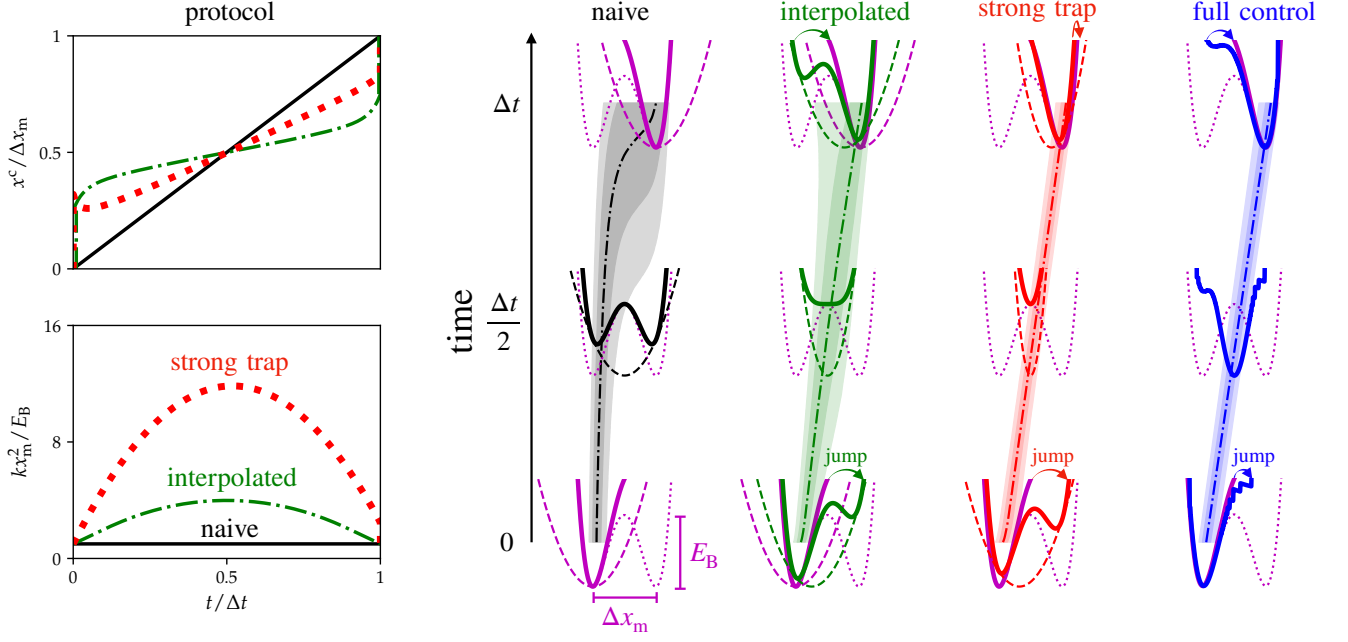 protocol
naive
interpolated
strong trap
full control
1
0.5
0
x^c/Δx_m
16
8
0
kx_m^2/E_B
strong trap
interpolated
naive
0
0.5
1
t/Δt
time
Δt
Δt
2
0
jump
jump
jump
E_B
Δx_m